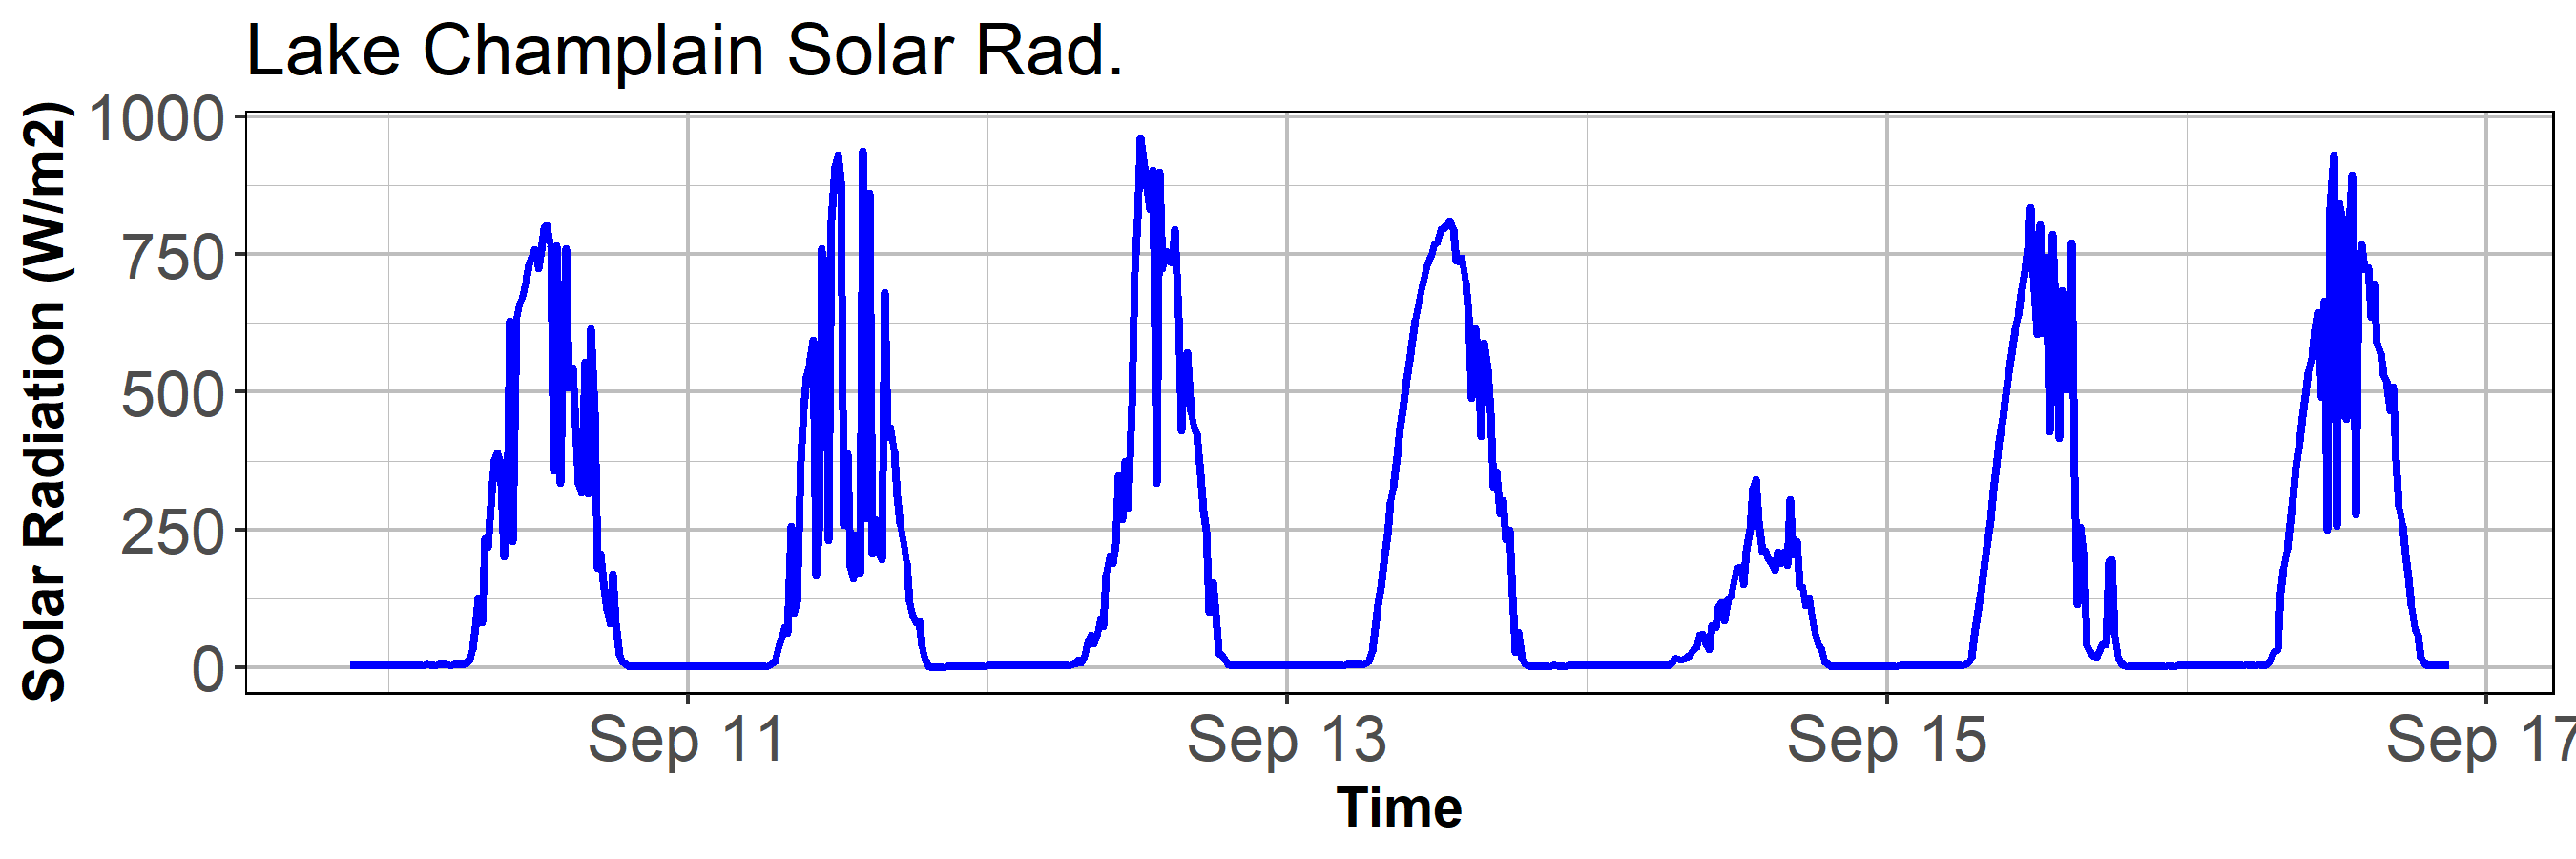 Lake Champlain Solar Rad.
Solar Radiation (W/m2)
1000
750
500
250
0
Sep 11 Sep 13 Sep 15 Sep 17
Time